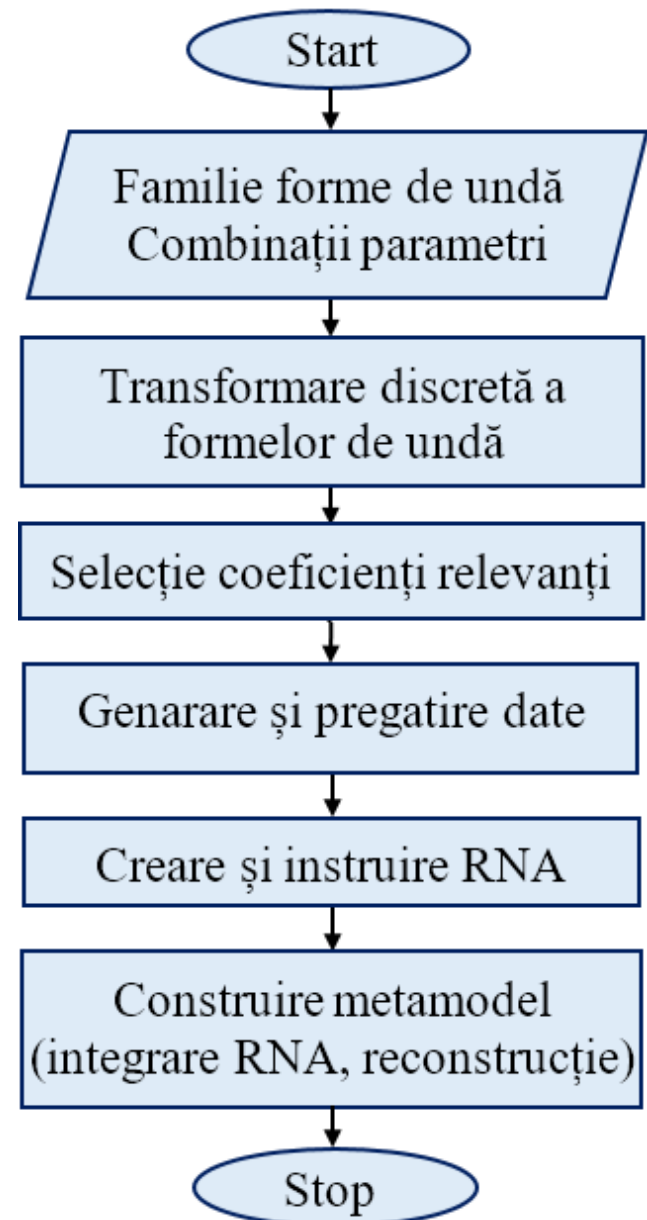 Start
Familie forme de undă
Combinații parametri
Transformare discretă a
formelor de undă
Selecție coeficienți relevanți
Genarare și pregatire date
Creare și instruire RNA
Construire metamodel
(integrare RNA, reconstrucție)
Stop